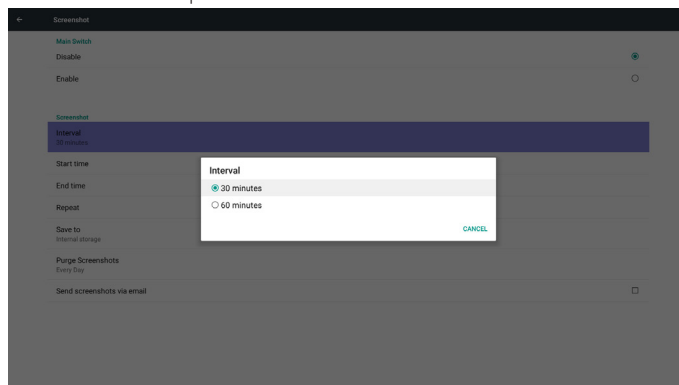 Screenshot
Main Switch
Disable
Enable
Screenshot
Interval
30 minutes
Start time
End time
Repeat
Save to
Internal storage
Purge Screenshots
Every Day
Send screenshots via email
Interval
30 minutes
60 minutes
CANCEL